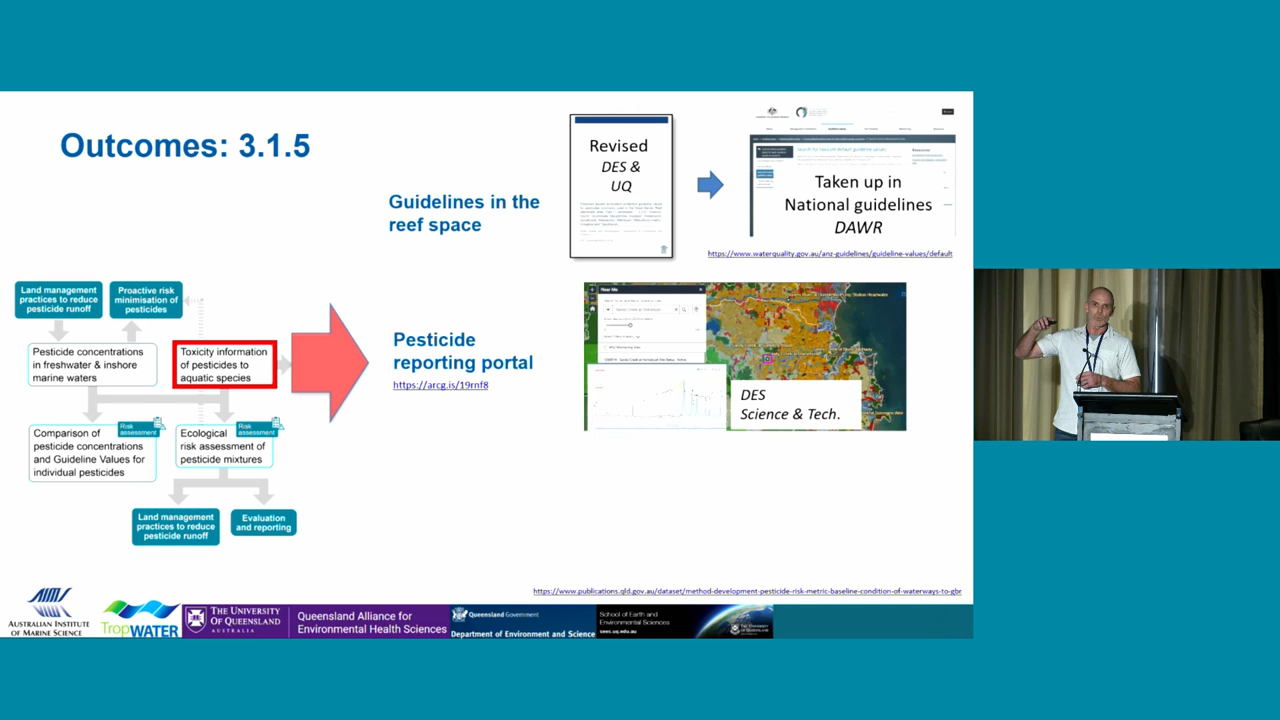 Outcomes: 3.1.5
Guidelines in the
reef space
Revised
DES &
UQ
Taken up in
National guidelines
DAWR
https://www.waterquality.gov.au/anz-guidelines/guideline-values/default
Land management
practices to reduce
pesticide runoff
Proactive risk
minimisation of
pesticides
Pesticide concentrations
in freshwater & inshore
marine waters
Toxicity information
of pesticides to
aquatic species
Comparison of
pesticide concentrations
and Guideline Values for
individual pesticides
Risk
assessment
Ecological
risk assessment of
pesticide mixtures
Risk
assessment
Land management
practices to reduce
pesticide runoff
Evaluation
and reporting
Pesticide
reporting portal
https://arcg.is/19rnf8
Near Me
DES
Science & Tech.
https://www.publications.qld.gov.au/dataset/method-development-pesticide-risk-metric-baseline-condition-of-waterways-to-gbr
AIMS
AUSTRALIAN INSTITUTE
OF MARINE SCIENCE
TropWATER
THE UNIVERSITY
OF QUEENSLAND
AUSTRALIA
Queensland Alliance for
Environmental Health Sciences
Queensland Government
Department of Environment and Science
School of Earth and
Environmental Sciences
sees.uq.edu.au
THE UNIVERSITY
OF QUEENSLAND